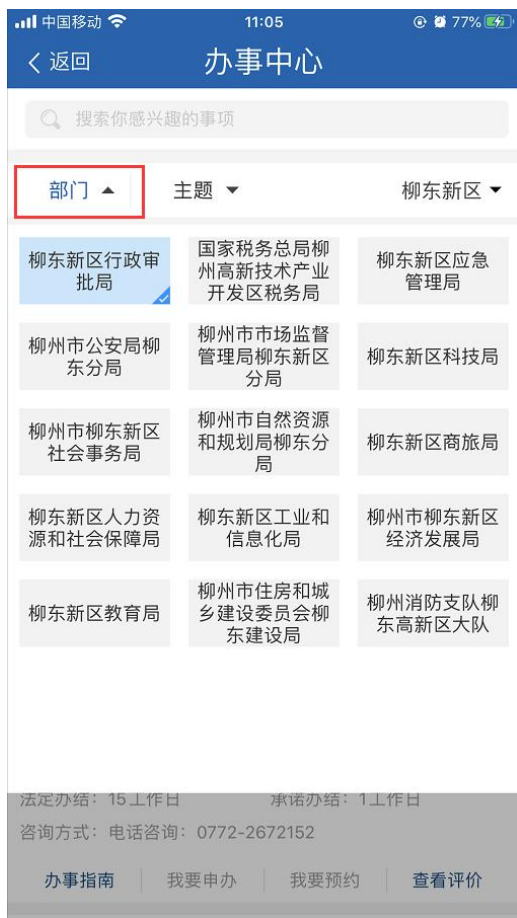 中国移动 11:05 77%
返回 办事中心
搜索你感兴趣的事项
部门 主题 柳东新区
柳东新区行政审
批局
国家税务总局柳
州高新技术产业
开发区税务局
柳东新区应急
管理局
柳州市公安局柳
东分局
柳州市市场监督
管理局柳东新区
分局
柳东新区科技局
柳州市柳东新区
社会事务局
柳州市自然资源
和规划局柳东分
局
柳东新区商旅局
柳东新区人力资
源和社会保障局
柳东新区工业和
信息化局
柳州市柳东新区
经济发展局
柳东新区教育局
柳州市住房和城
乡建设委员会柳
东建设局
柳州消防支队柳
东高新区大队
法定办结：15工作日 承诺办结：1工作日
咨询方式：电话咨询：0772-2672152
办事指南 我要申办 我要预约 查看评价